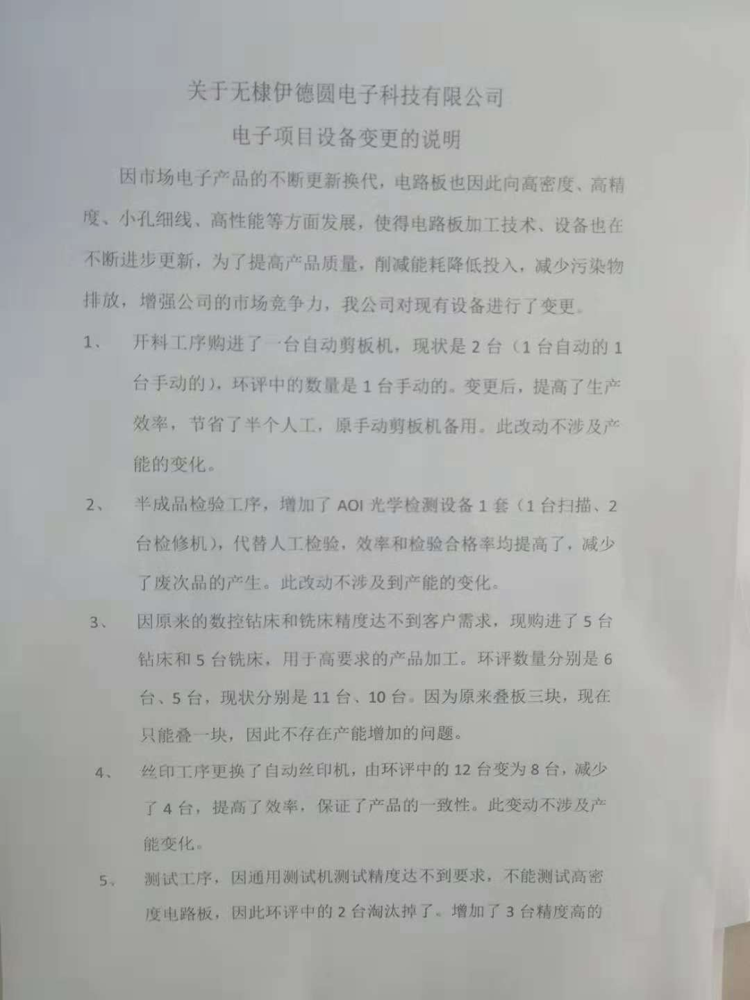 关于无棣伊德圆电子科技有限公司
电子项目设备变更的说明
因市场电子产品的不断更新换代，电路板也因此向高密度、高精
度、小孔细线、高性能等方面发展，使得电路板加工技术、设备也在
不断进步更新，为了提高产品质量，削减能耗降低投入，减少污染物
排放，增强公司的市场竞争力，我公司对现有设备进行了变更。
1、 开料工序购进了一台自动剪板机，现状是 2 台（1 台自动的 1
台手动的），环评中的数量是 1 台手动的。变更后，提高了生产
效率，节省了半个人工，原手动剪板机备用。此改动不涉及产
能的变化。
2、 半成品检验工序，增加了 AOI 光学检测设备 1 套（1 台扫描、2
台检修机），代替人工检验，效率和检验合格率均提高了，减少
了废次品的产生。此改动不涉及到产能的变化。
3、 因原来的数控钻床和铣床精度达不到客户需求，现购进了 5 台
钻床和 5 台铣床，用于高要求的产品加工。环评数量分别是 6
台、5 台，现状分别是 11 台、10 台。因为原来叠板三块，现在
只能叠一块，因此不存在产能增加的问题。
4、 丝印工序更换了自动丝印机，由环评中的 12 台变为 8 台，减少
了 4 台，提高了效率，保证了产品的一致性。此变动不涉及产
能变化。
5、 测试工序，因通用测试机测试精度达不到要求，不能测试高密
度电路板，因此环评中的 2 台淘汰掉了。增加了 3 台精度高的